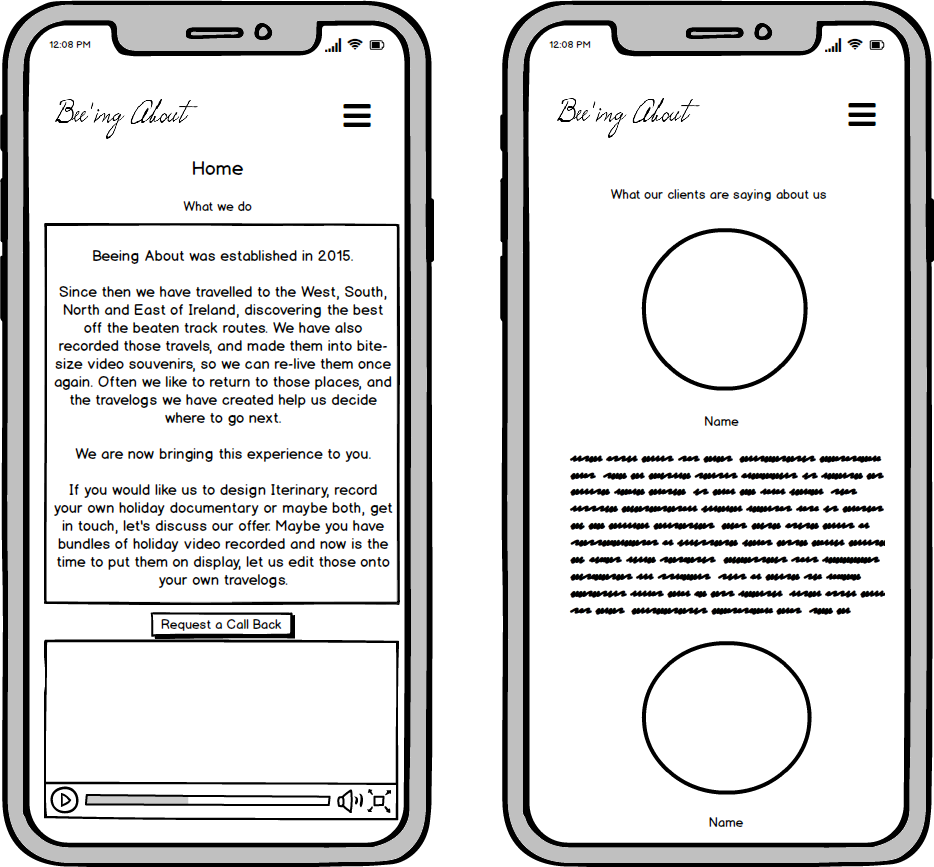 12:08 PM
Bee'ing About
Home
What we do
Beeing About was established in 2015.
Since then we have travelled to the West, South,
North and East of Ireland, discovering the best
off the beaten track routes. We have also
recorded those travels, and made them into bite-
size video souvenirs, so we can re-live them once
again. Often we like to return to those places, and
the travelogs we have created help us decide
where to go next.
We are now bringing this experience to you.
If you would like us to design Iterinary, record
your own holiday documentary or maybe both, get
in touch, let's discuss our offer. Maybe you have
bundles of holiday video recorded and now is the
time to put them on display, let us edit those onto
your own travelogs.
Request a Call Back
12:08 PM
Bee'ing About
What our clients are saying about us
Name
Name